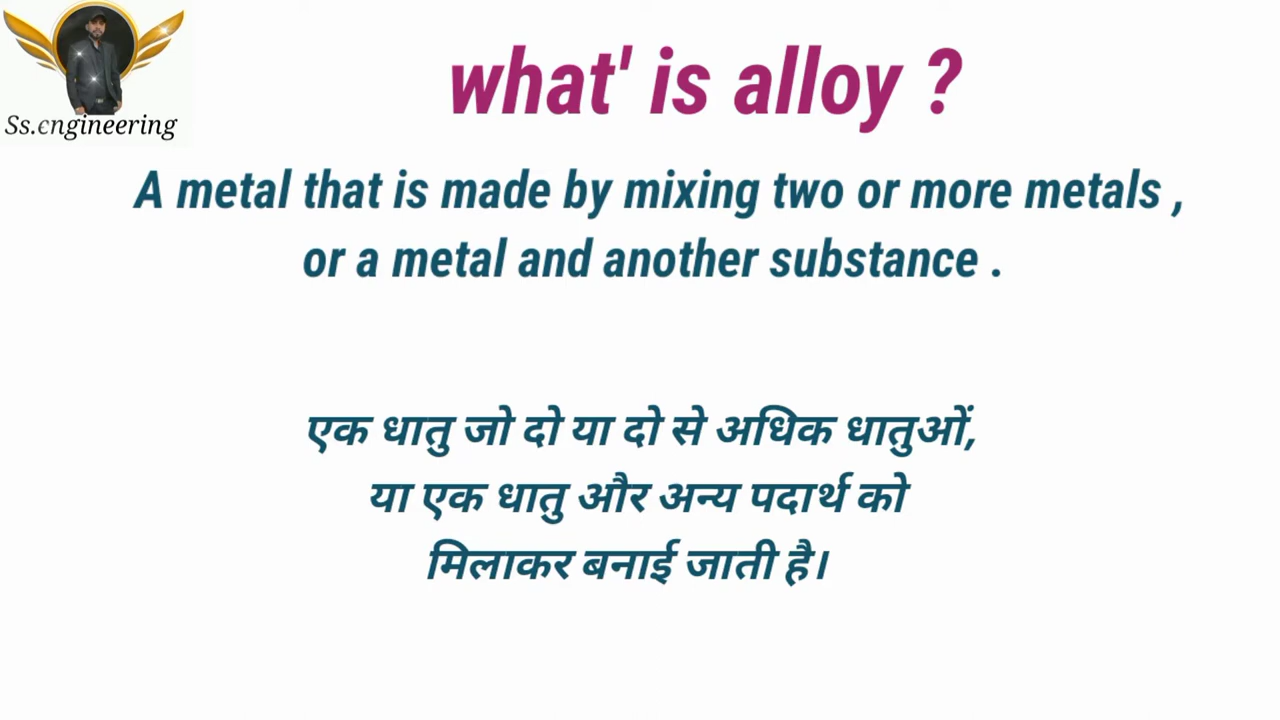 Ss.engineering
what' is alloy ?
A metal that is made by mixing two or more metals ,
or a metal and another substance .
एक धातु जो दो या दो से अधिक धातुओं,
या एक धातु और अन्य पदार्थ को
मिलाकर बनाई जाती है।